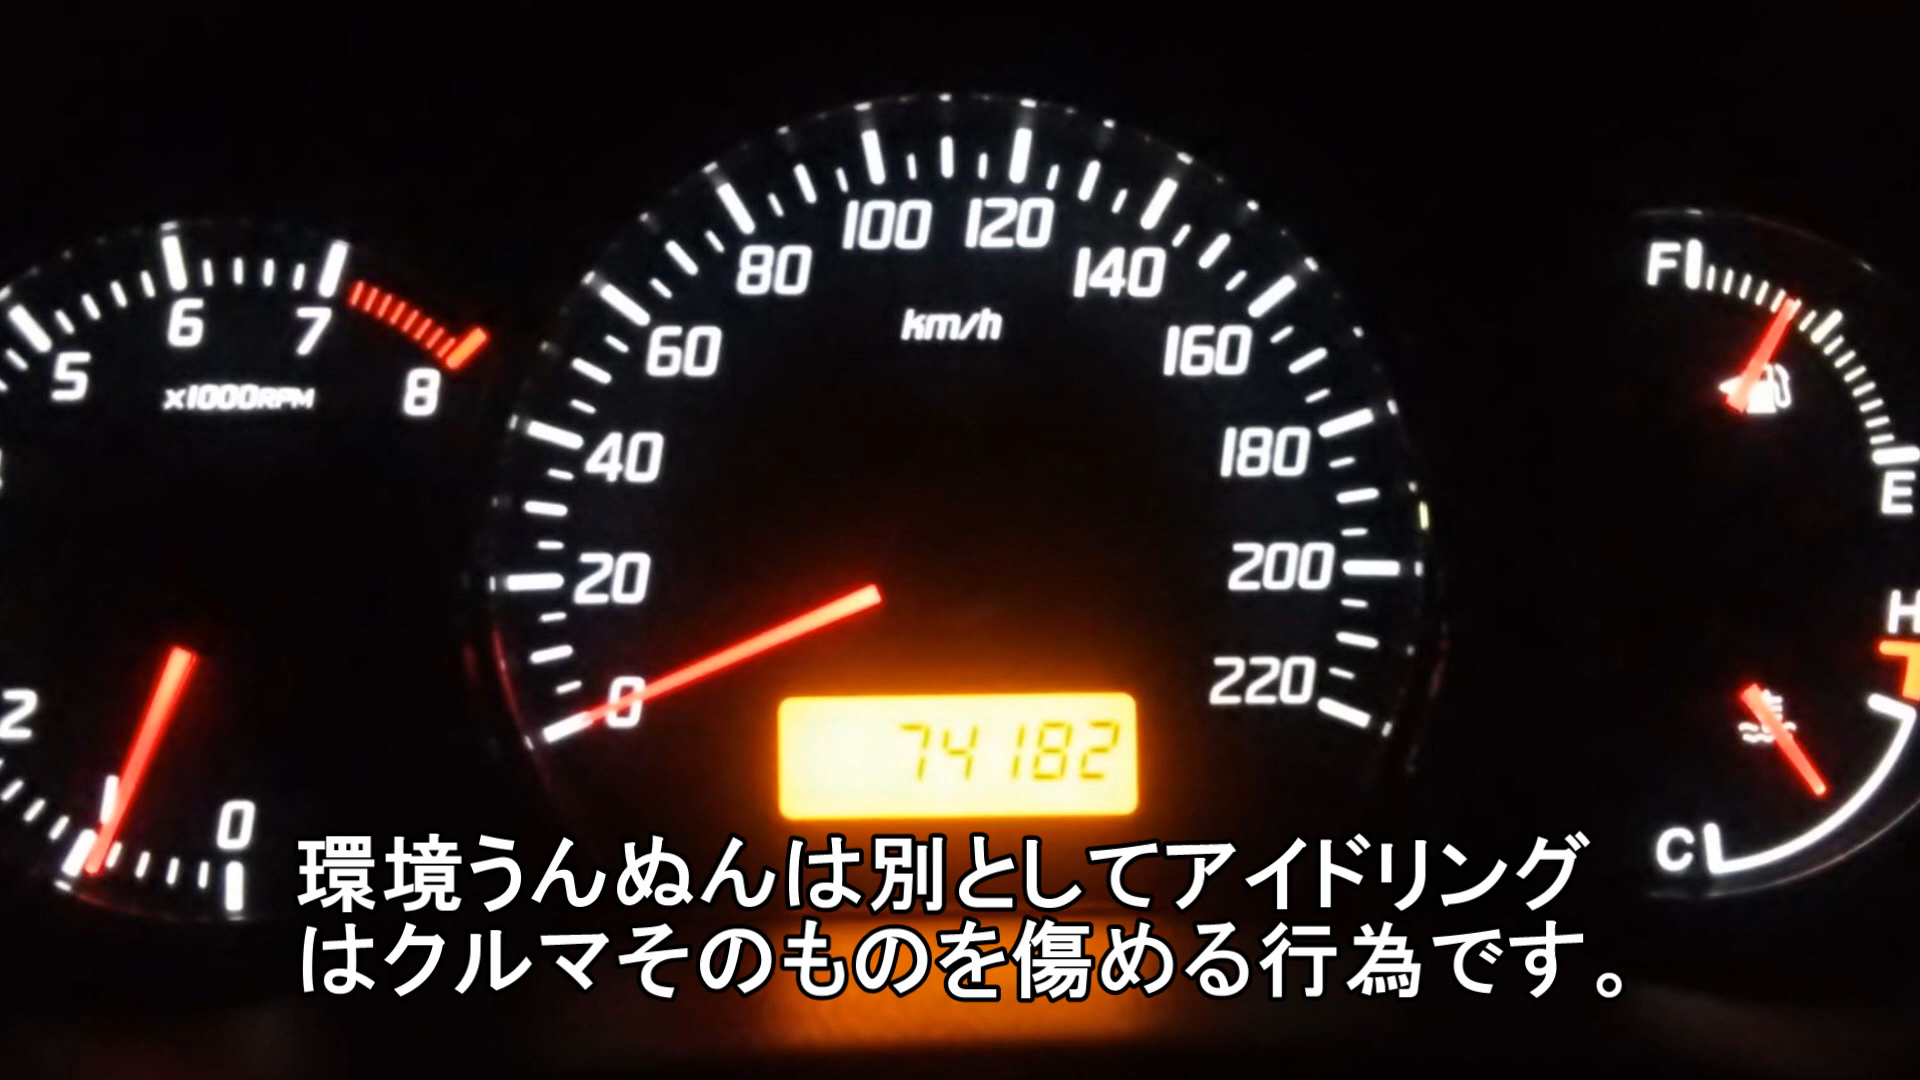 5 6 7 8
x1000RPM
2 1 0
0 20 40 60 80 100 120 140 160 180 200 220
km/h
74182
F
E
H
C
環境うんぬんは別としてアイドリング
はクルマそのものを傷める行為です。